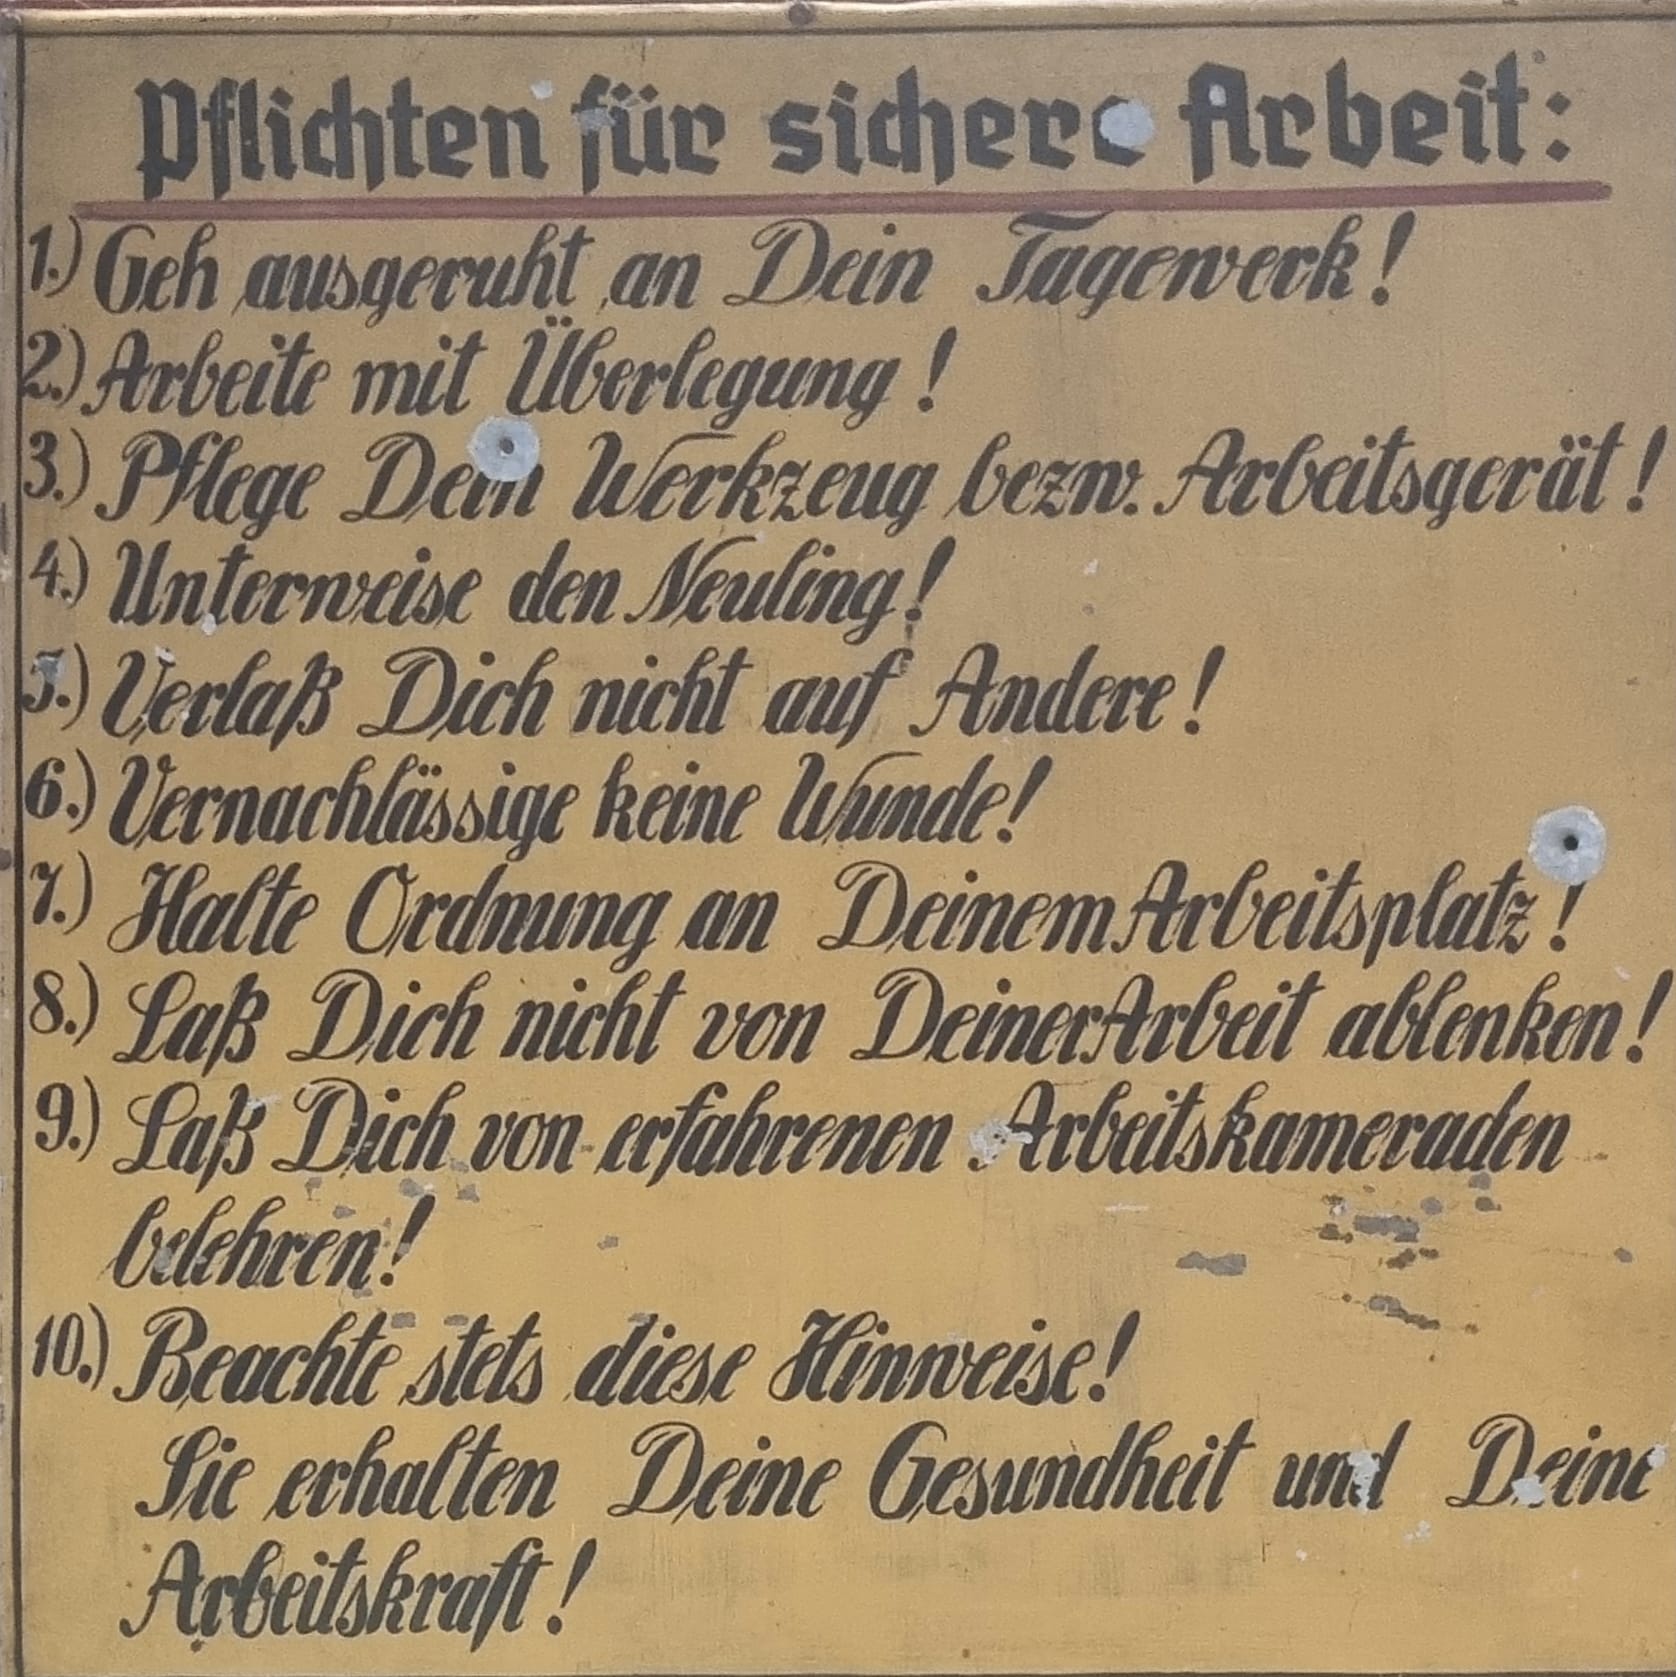 Pflichten für sichere Arbeit:
1.) Geh ausgeruht an Dein Tagewerk!
2.) Arbeite mit Überlegung!
3.) Pflege Dein Werkzeug bezw. Arbeitsgerät!
4.) Unterweise den Neuling!
5.) Verlaß Dich nicht auf Andere!
6.) Vernachlässige keine Wunde!
7.) Halte Ordnung an Deinem Arbeitsplatz!
8.) Laß Dich nicht von Deiner Arbeit ablenken!
9.) Laß Dich von erfahrenen Arbeitskameraden
belehren!
10.) Beachte stets diese Hinweise!
Sie erhalten Deine Gesundheit und Deine
Arbeitskraft!